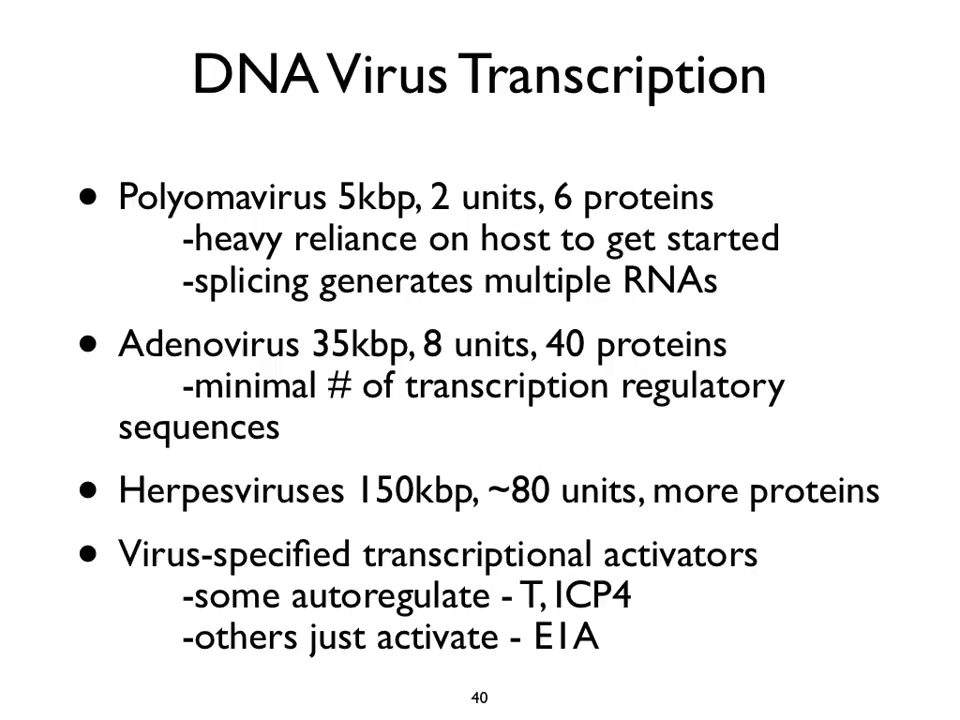 DNA Virus Transcription
• Polyomavirus 5kbp, 2 units, 6 proteins
-heavy reliance on host to get started
-splicing generates multiple RNAs
• Adenovirus 35kbp, 8 units, 40 proteins
-minimal # of transcription regulatory
sequences
• Herpesviruses 150kbp, ~80 units, more proteins
• Virus-specified transcriptional activators
-some autoregulate - T, ICP4
-others just activate - E1A
40